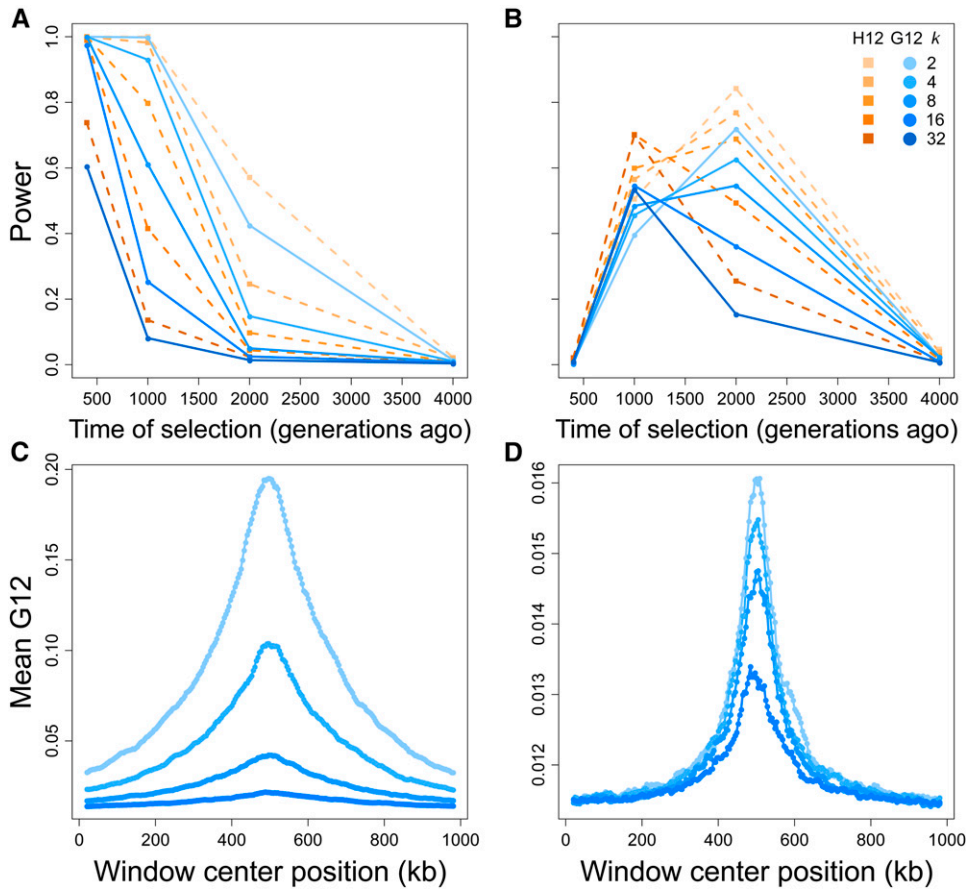 A
B
Power
0.0 0.2 0.4 0.6 0.8 1.0
500 1000 1500 2000 2500 3000 3500 4000
Time of selection (generations ago)
H12 G12 k
2
4
8
16
32
500 1000 1500 2000 2500 3000 3500 4000
Time of selection (generations ago)
C
D
Mean G12
0.05 0.10 0.15 0.20
0 200 400 600 800 1000
Window center position (kb)
0.012 0.013 0.014 0.015 0.016
0 200 400 600 800 1000
Window center position (kb)